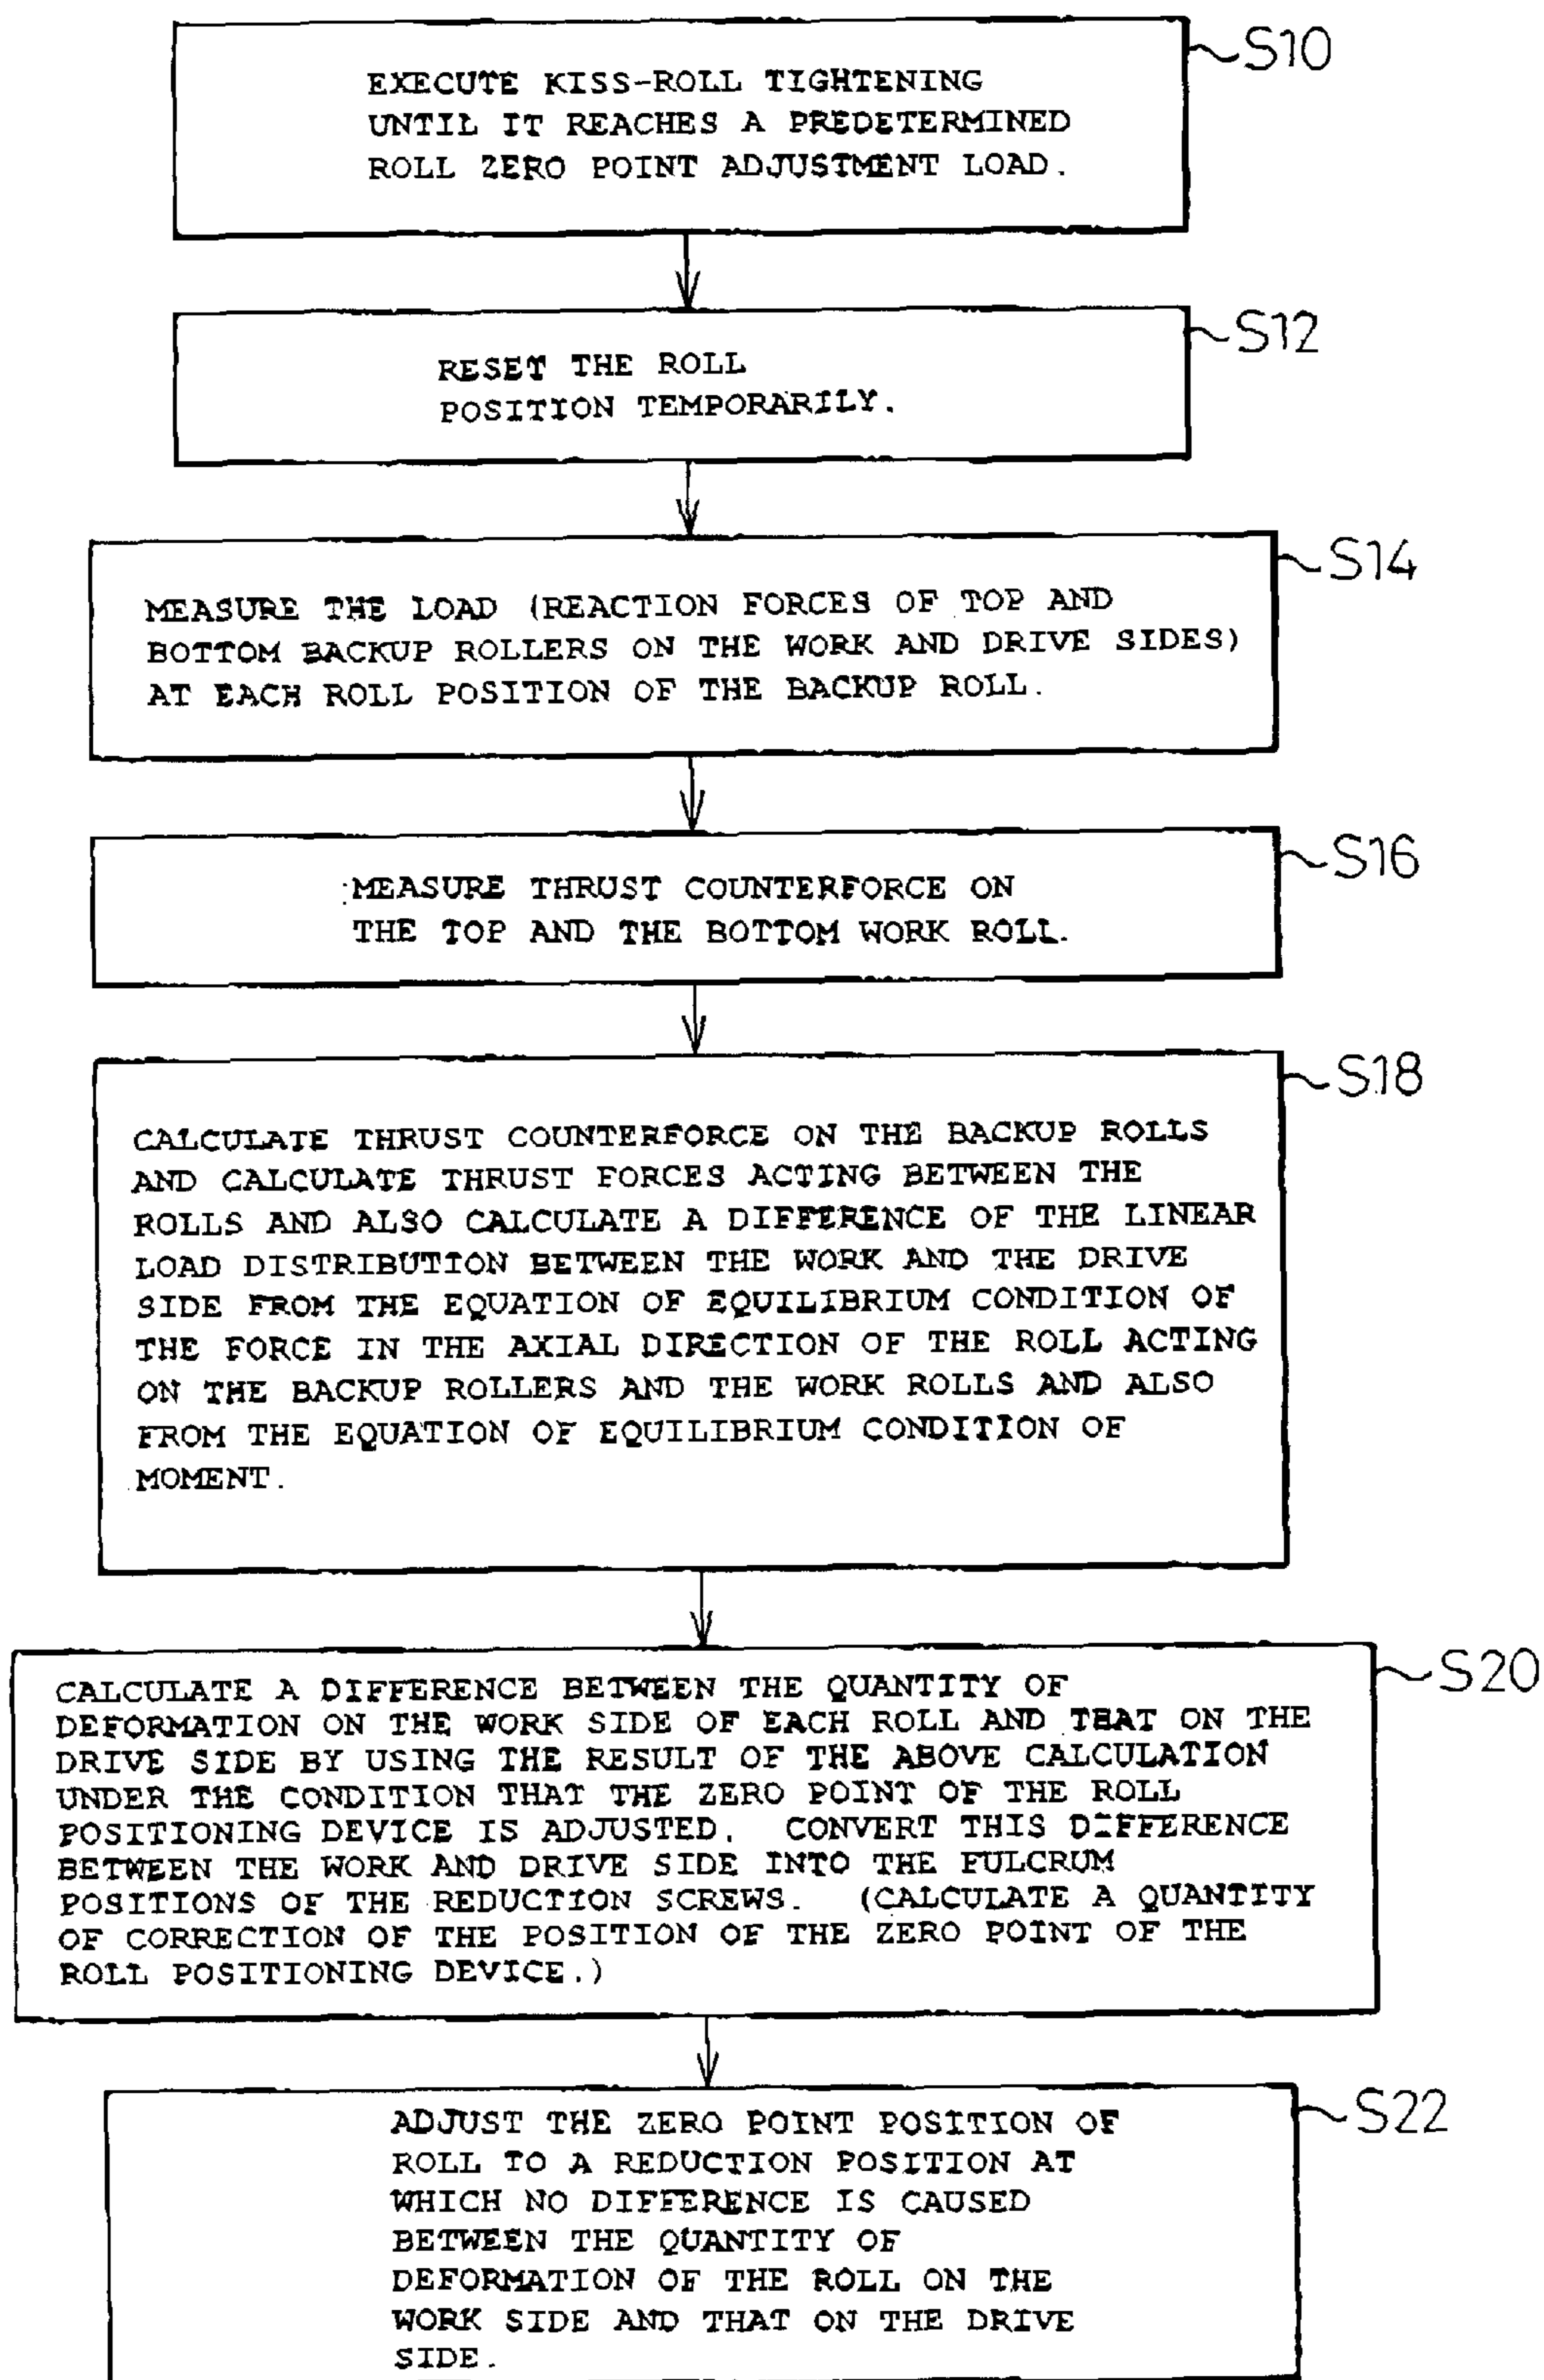 S10
EXECUTE KISS-ROLL TIGHTENING
UNTIL IT REACHES A PREDETERMINED
ROLL ZERO POINT ADJUSTMENT LOAD.
S12
RESET THE ROLL
POSITION TEMPORARILY.
S14
MEASURE THE LOAD (REACTION FORCES OF TOP AND
BOTTOM BACKUP ROLLERS ON THE WORK AND DRIVE SIDES)
AT EACH ROLL POSITION OF THE BACKUP ROLL.
S16
MEASURE THRUST COUNTERFORCE ON
THE TOP AND THE BOTTOM WORK ROLL.
S18
CALCULATE THRUST COUNTERFORCE ON THE BACKUP ROLLS
AND CALCULATE THRUST FORCES ACTING BETWEEN THE
ROLLS AND ALSO CALCULATE A DIFFERENCE OF THE LINEAR
LOAD DISTRIBUTION BETWEEN THE WORK AND THE DRIVE
SIDE FROM THE EQUATION OF EQUILIBRIUM CONDITION OF
THE FORCE IN THE AXIAL DIRECTION OF THE ROLL ACTING
ON THE BACKUP ROLLERS AND THE WORK ROLLS AND ALSO
FROM THE EQUATION OF EQUILIBRIUM CONDITION OF
MOMENT.
S20
CALCULATE A DIFFERENCE BETWEEN THE QUANTITY OF
DEFORMATION ON THE WORK SIDE OF EACH ROLL AND THAT ON THE
DRIVE SIDE BY USING THE RESULT OF THE ABOVE CALCULATION
UNDER THE CONDITION THAT THE ZERO POINT OF THE ROLL
POSITIONING DEVICE IS ADJUSTED. CONVERT THIS DIFFERENCE
BETWEEN THE WORK AND DRIVE SIDE INTO THE FULCRUM
POSITIONS OF THE REDUCTION SCREWS. (CALCULATE A QUANTITY
OF CORRECTION OF THE POSITION OF THE ZERO POINT OF THE
ROLL POSITIONING DEVICE.)
S22
ADJUST THE ZERO POINT POSITION OF
ROLL TO A REDUCTION POSITION AT
WHICH NO DIFFERENCE IS CAUSED
BETWEEN THE QUANTITY OF
DEFORMATION OF THE ROLL ON THE
WORK SIDE AND THAT ON THE DRIVE
SIDE.